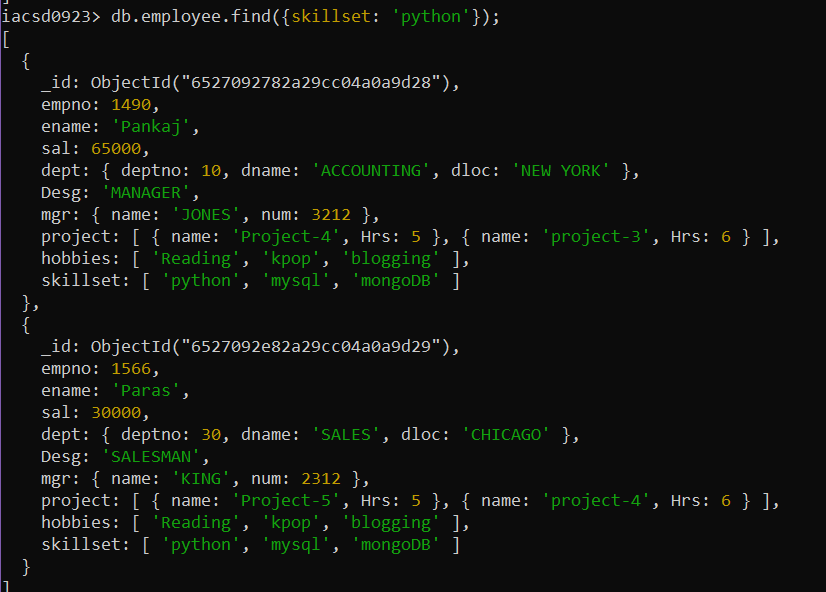 ]
iacsd0923> db.employee.find({skillset: 'python'});
[
  {
    _id: ObjectId("6527092782a29cc04a0a9d28"),
    empno: 1490,
    ename: 'Pankaj',
    sal: 65000,
    dept: { deptno: 10, dname: 'ACCOUNTING', dloc: 'NEW YORK' },
    Desg: 'MANAGER',
    mgr: { name: 'JONES', num: 3212 },
    project: [ { name: 'Project-4', Hrs: 5 }, { name: 'project-3', Hrs: 6 } ],
    hobbies: [ 'Reading', 'kpop', 'blogging' ],
    skillset: [ 'python', 'mysql', 'mongoDB' ]
  },
  {
    _id: ObjectId("6527092e82a29cc04a0a9d29"),
    empno: 1566,
    ename: 'Paras',
    sal: 30000,
    dept: { deptno: 30, dname: 'SALES', dloc: 'CHICAGO' },
    Desg: 'SALESMAN',
    mgr: { name: 'KING', num: 2312 },
    project: [ { name: 'Project-5', Hrs: 5 }, { name: 'project-4', Hrs: 6 } ],
    hobbies: [ 'Reading', 'kpop', 'blogging' ],
    skillset: [ 'python', 'mysql', 'mongoDB' ]
  }
]